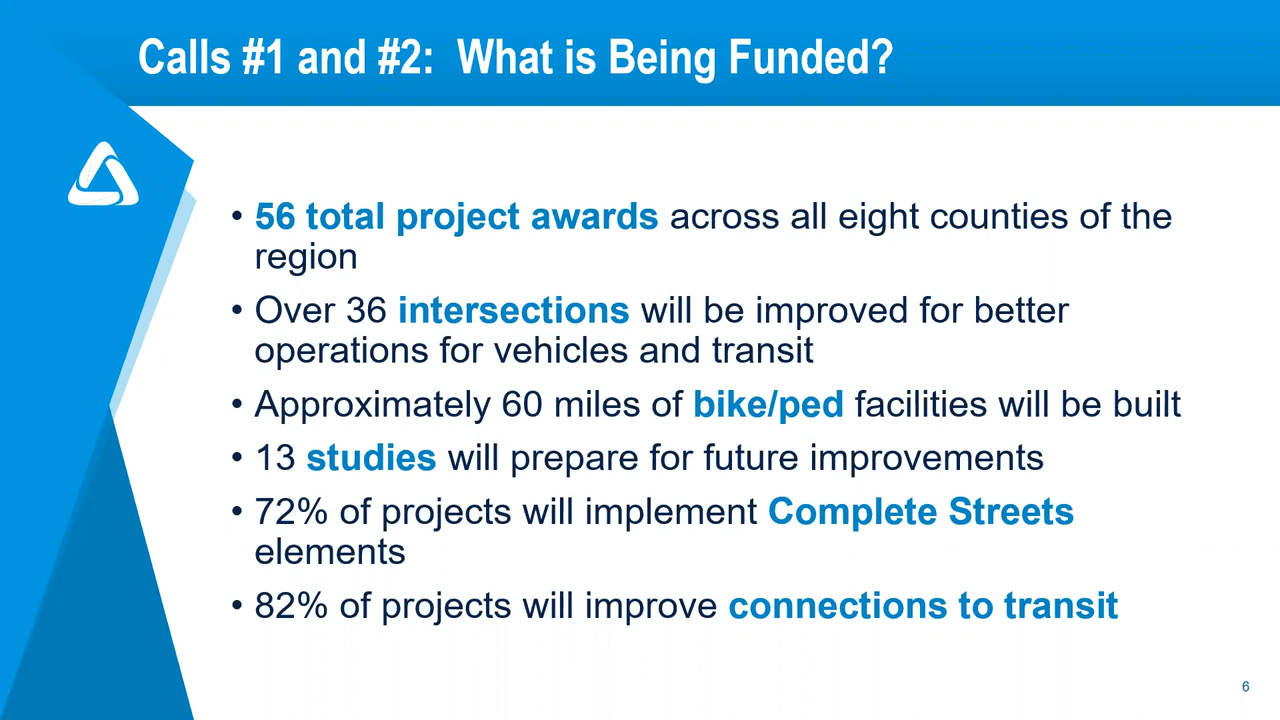 Calls #1 and #2:  What is Being Funded?
• 56 total project awards across all eight counties of the
region
• Over 36 intersections will be improved for better
operations for vehicles and transit
• Approximately 60 miles of bike/ped facilities will be built
• 13 studies will prepare for future improvements
• 72% of projects will implement Complete Streets
elements
• 82% of projects will improve connections to transit
6